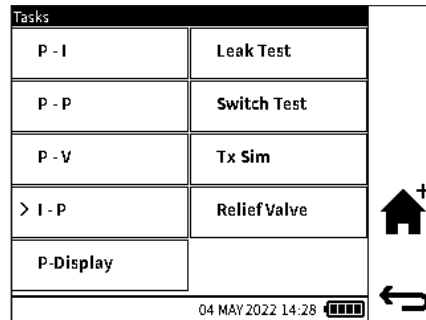 Tasks
P - I
Leak Test
P - P
Switch Test
P - V
Tx Sim
> I - P
Relief Valve
P-Display
04 MAY 2022 14:28